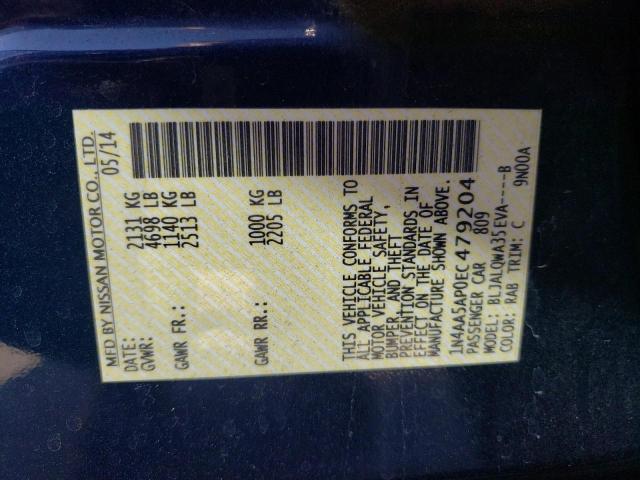 MFD BY NISSAN MOTOR CO., LTD.
DATE: 05/14
GVWR: 2131 KG
4698 LB
GAWR FR.: 1140 KG
2513 LB
GAWR RR.: 1000 KG
2205 LB
THIS VEHICLE CONFORMS TO
ALL APPLICABLE FEDERAL
MOTOR VEHICLE SAFETY,
BUMPER, AND THEFT
PREVENTION STANDARDS IN
EFFECT ON THE DATE OF
MANUFACTURE SHOWN ABOVE.
1N4AA5AP0EC479204
PASSENGER CAR 809
MODEL: BLJALQWA35EVA----B
COLOR: RAB TRIM: C 9N00A